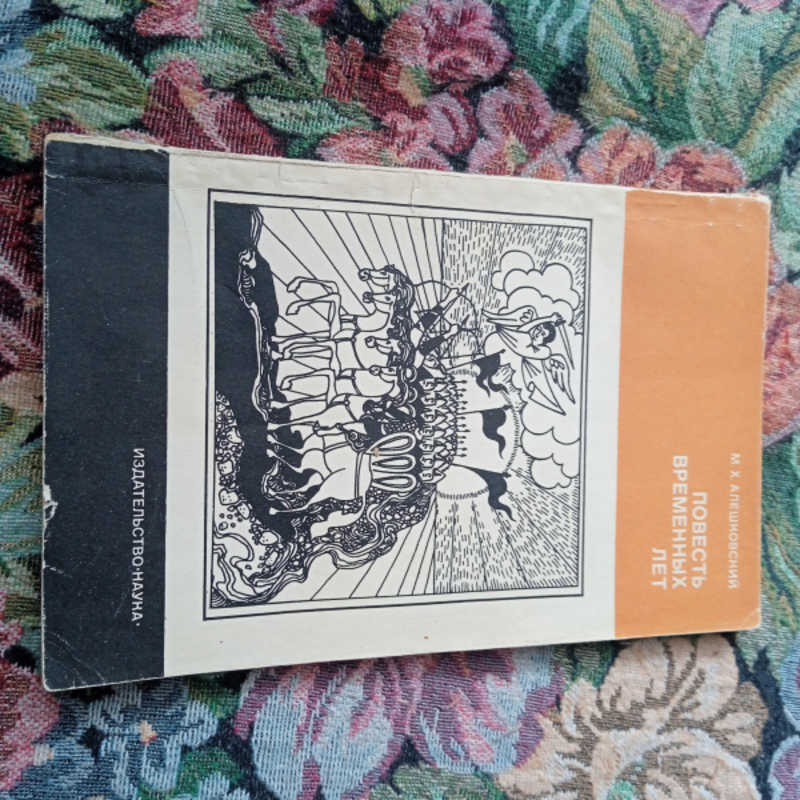 М. Х. АЛЕШКОВСКИЙ
ПОВЕСТЬ
ВРЕМЕННЫХ
ЛЕТ
ИЗДАТЕЛЬСТВО·НАУКА·